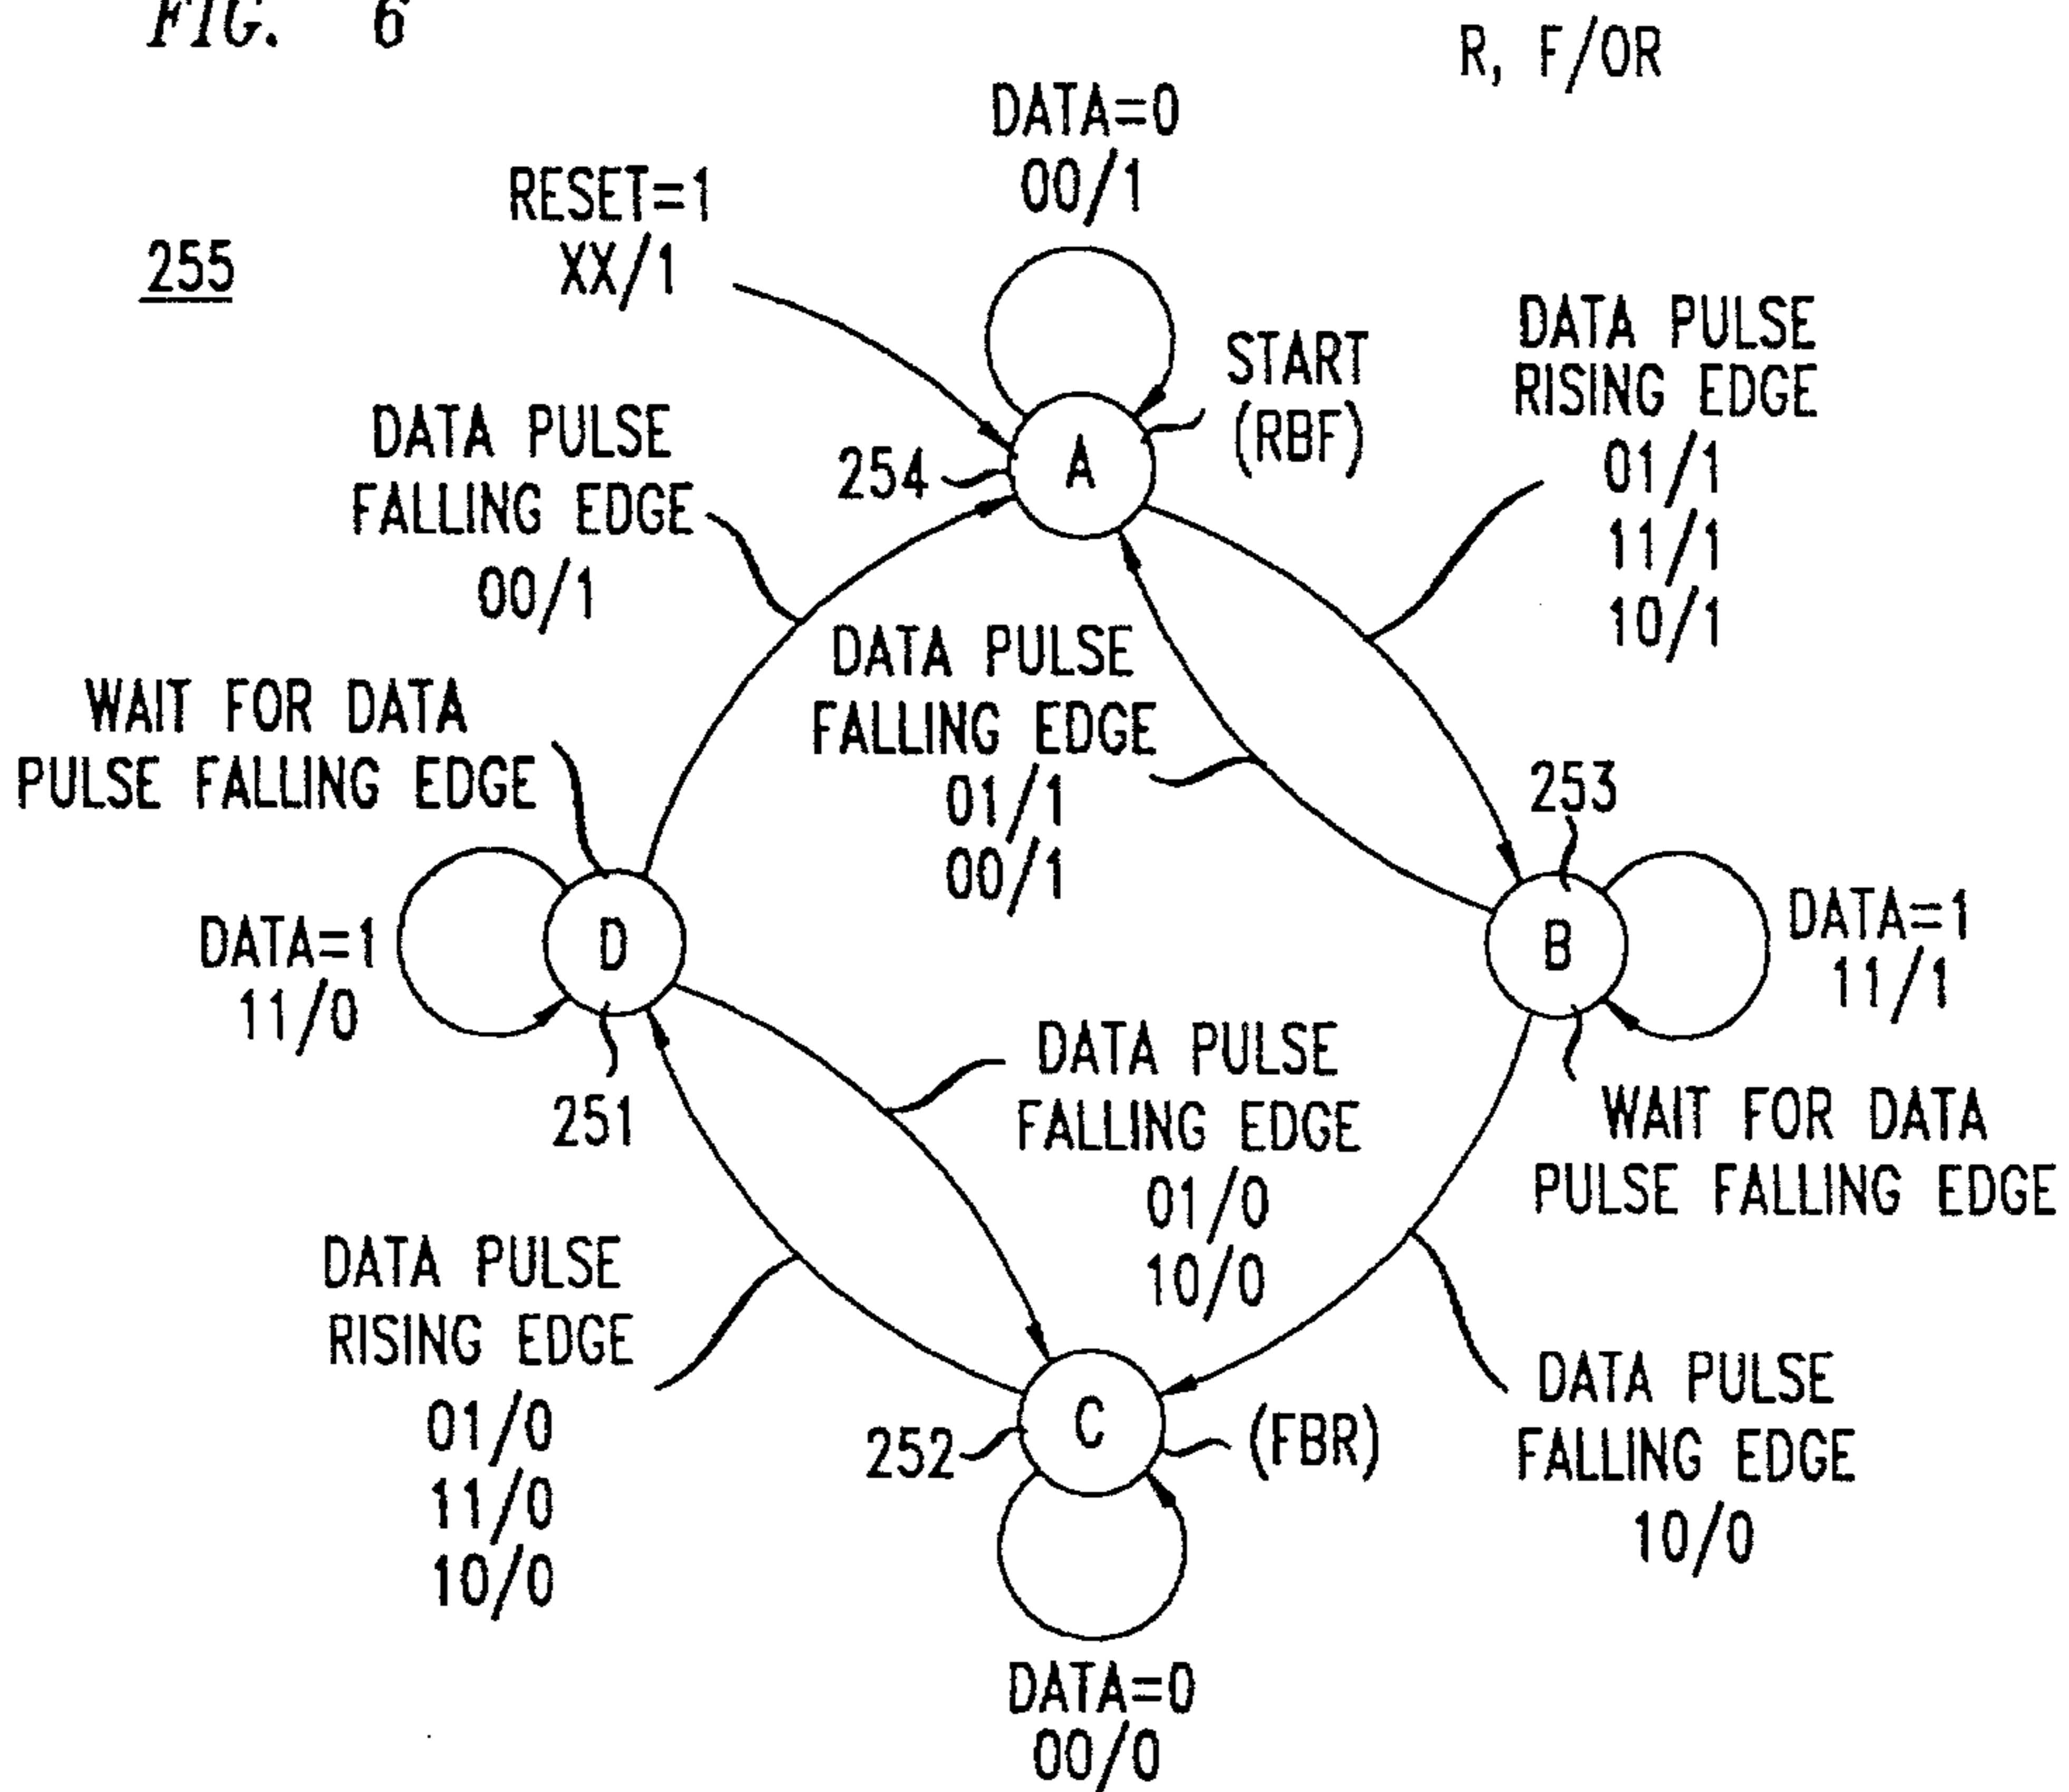 FIG. 6
R, F/OR
DATA=0
00/1
RESET=1
XX/1
255
START
(RBF)
DATA PULSE
RISING EDGE
01/1
11/1
10/1
DATA PULSE
FALLING EDGE
00/1
254
A
DATA PULSE
FALLING EDGE
01/1
00/1
WAIT FOR DATA
PULSE FALLING EDGE
253
DATA=1
11/0
D
B
DATA=1
11/1
251
DATA PULSE
FALLING EDGE
01/0
10/0
WAIT FOR DATA
PULSE FALLING EDGE
DATA PULSE
RISING EDGE
01/0
11/0
10/0
252
C
(FBR)
DATA PULSE
FALLING EDGE
10/0
DATA=0
00/0